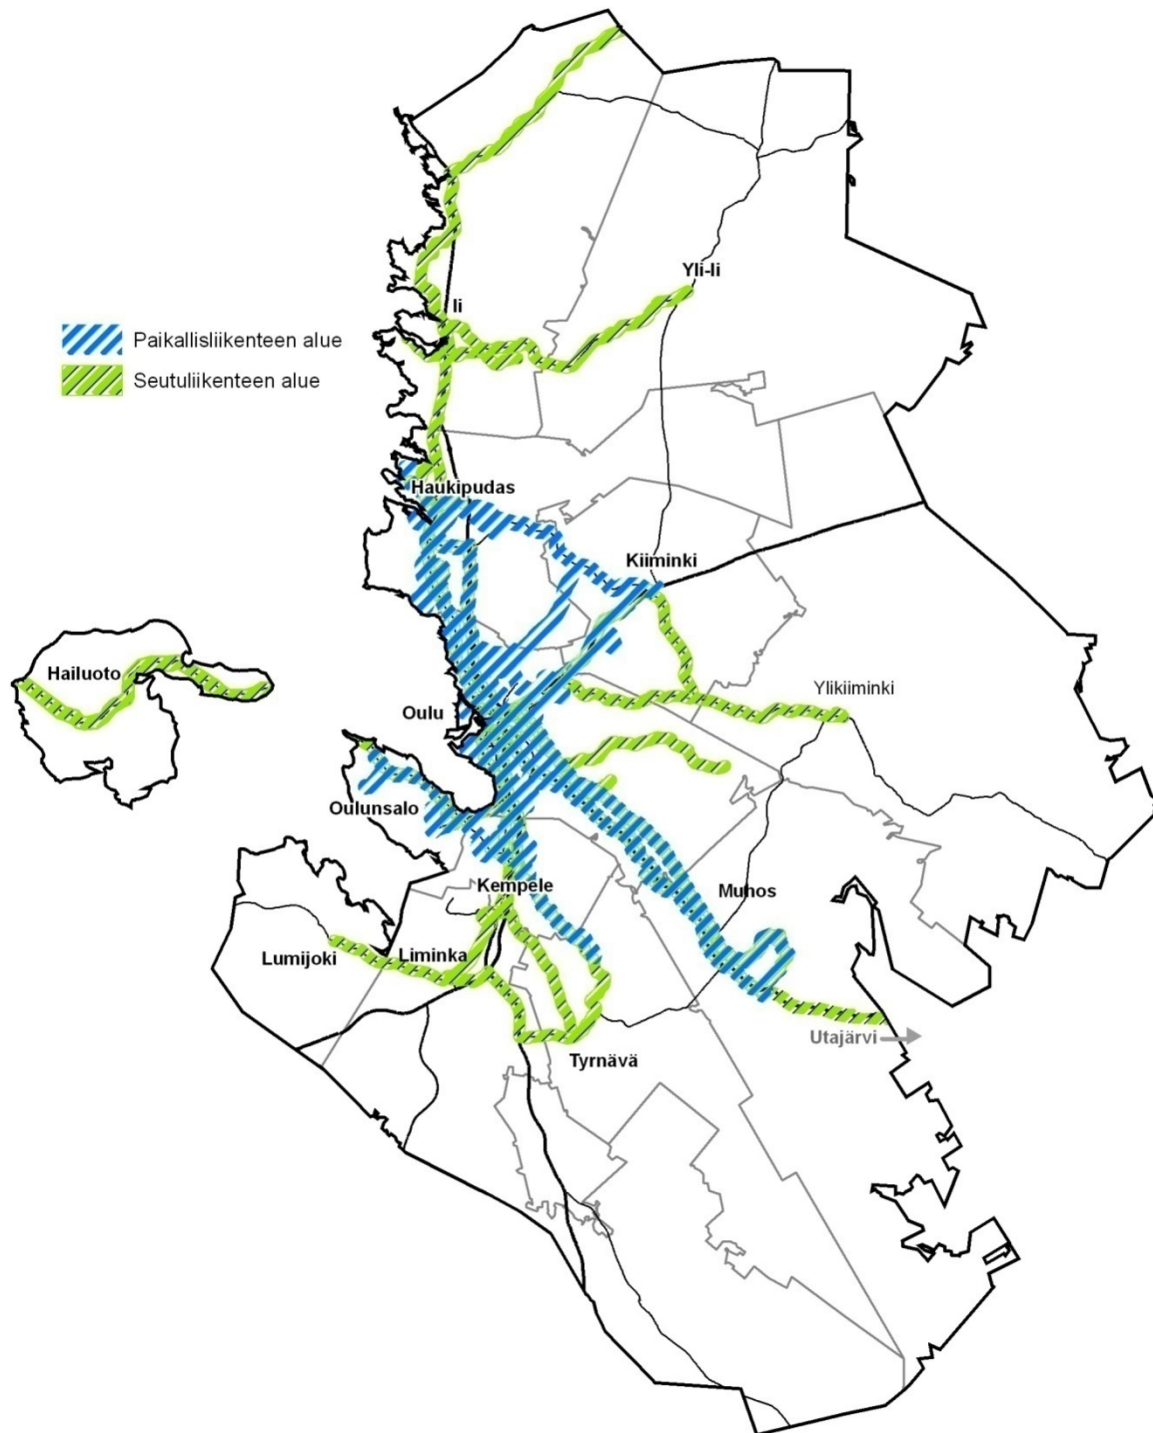 Yli-Ii
Ii
Paikallisliikenteen alue
Seutuliikenteen alue
Haukipudas
Kiiminki
Hailuoto
Ylikiiminki
Oulu
Oulunsalo
Kempele
Muhos
Liminka
Lumijoki
Utajärvi
Tyrnävä